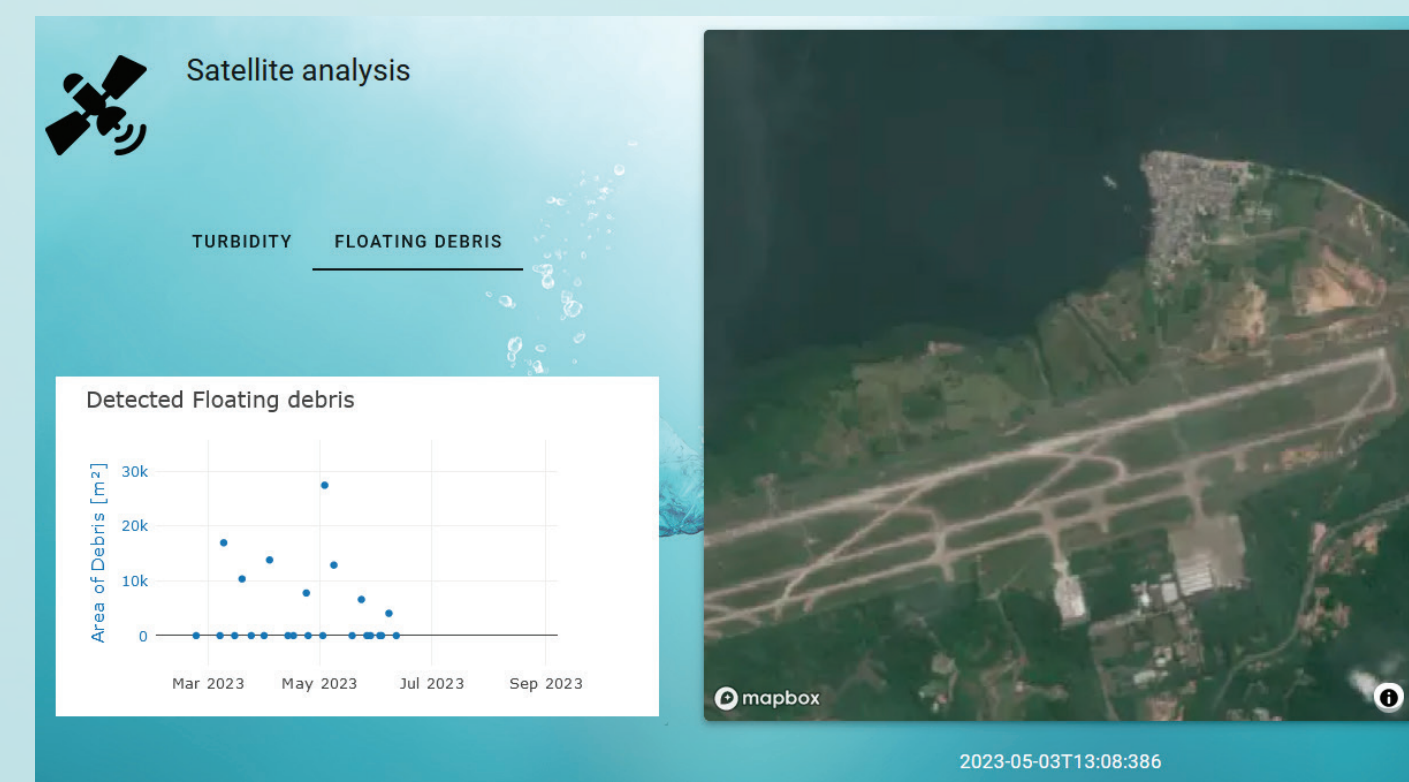 Satellite analysis
TURBIDITY FLOATING DEBRIS
Detected Floating debris
Area of Debris [m²]
30k
20k
10k
0
Mar 2023 May 2023 Jul 2023 Sep 2023
mapbox
2023-05-03T13:08:386